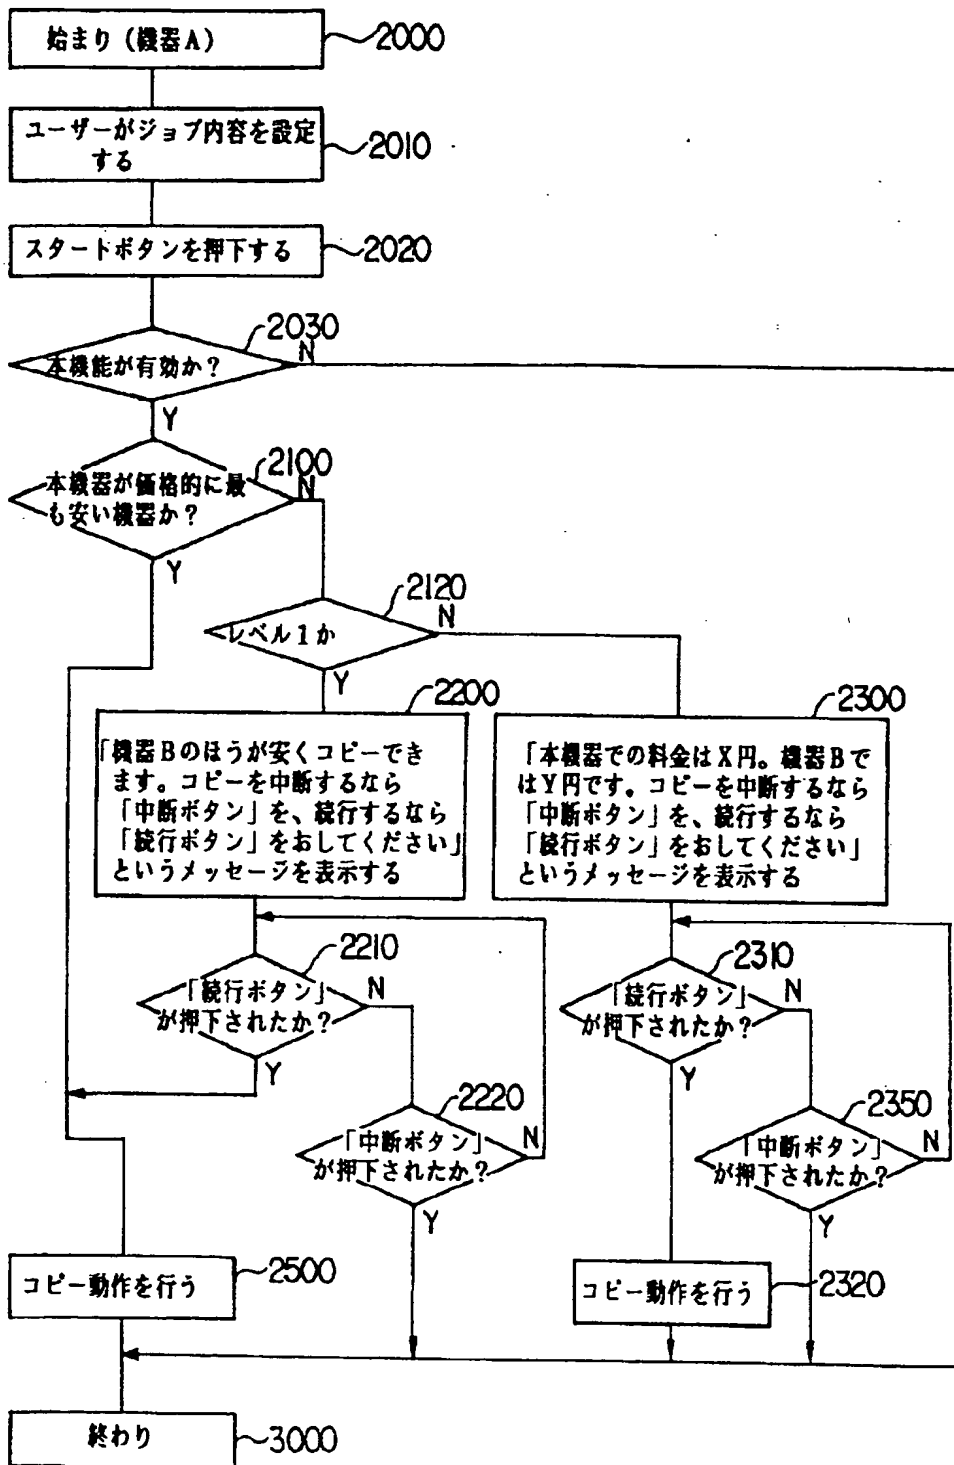 始まり（機器A）
2000
ユーザーがジョブ内容を設定
する
2010
スタートボタンを押下する
2020
2030
本機能が有効か？
N
Y
2100
本機器が価格的に最
も安い機器か？
N
Y
2120
レベル1か
N
Y
2200
「機器Bのほうが安くコピーでき
ます。コピーを中断するなら
「中断ボタン」を、続行するなら
「続行ボタン」をおしてください」
というメッセージを表示する
2300
「本機器での料金はX円。機器Bで
はY円です。コピーを中断するなら
「中断ボタン」を、続行するなら
「続行ボタン」をおしてください」
というメッセージを表示する
2210
「続行ボタン」
が押下されたか？
N
Y
2310
「続行ボタン」
が押下されたか？
N
Y
2220
「中断ボタン」
が押下されたか？
N
Y
2350
「中断ボタン」
が押下されたか？
N
Y
コピー動作を行う
2500
コピー動作を行う
2320
終わり
3000